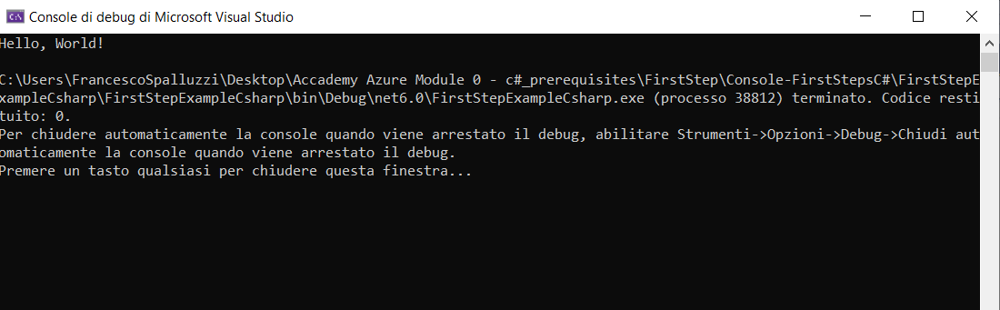 Console di debug di Microsoft Visual Studio
Hello, World!
C:\Users\FrancescoSpalluzzi\Desktop\Accademy Azure Module 0 - c#_prerequisites\FirstStep\Console-FirstStepsC#\FirstStepE
xampleCsharp\FirstStepExampleCsharp\bin\Debug\net6.0\FirstStepExampleCsharp.exe (processo 38812) terminato. Codice resti
tuito: 0.
Per chiudere automaticamente la console quando viene arrestato il debug, abilitare Strumenti->Opzioni->Debug->Chiudi aut
omaticamente la console quando viene arrestato il debug.
Premere un tasto qualsiasi per chiudere questa finestra...